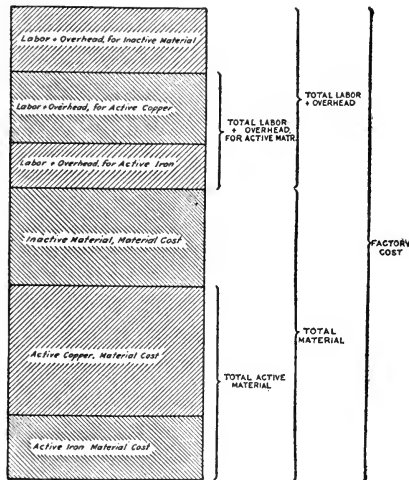 Labor + Overhead, for Inactive Material
Labor + Overhead, for Active Copper
Labor + Overhead, for Active Iron
Inactive Material, Material Cost
Active Copper, Material Cost
Active Iron Material Cost
TOTAL LABOR
+ OVERHEAD,
FOR ACTIVE MATR.
TOTAL ACTIVE
MATERIAL
TOTAL LABOR
+ OVERHEAD
TOTAL
MATERIAL
FACTORY
COST